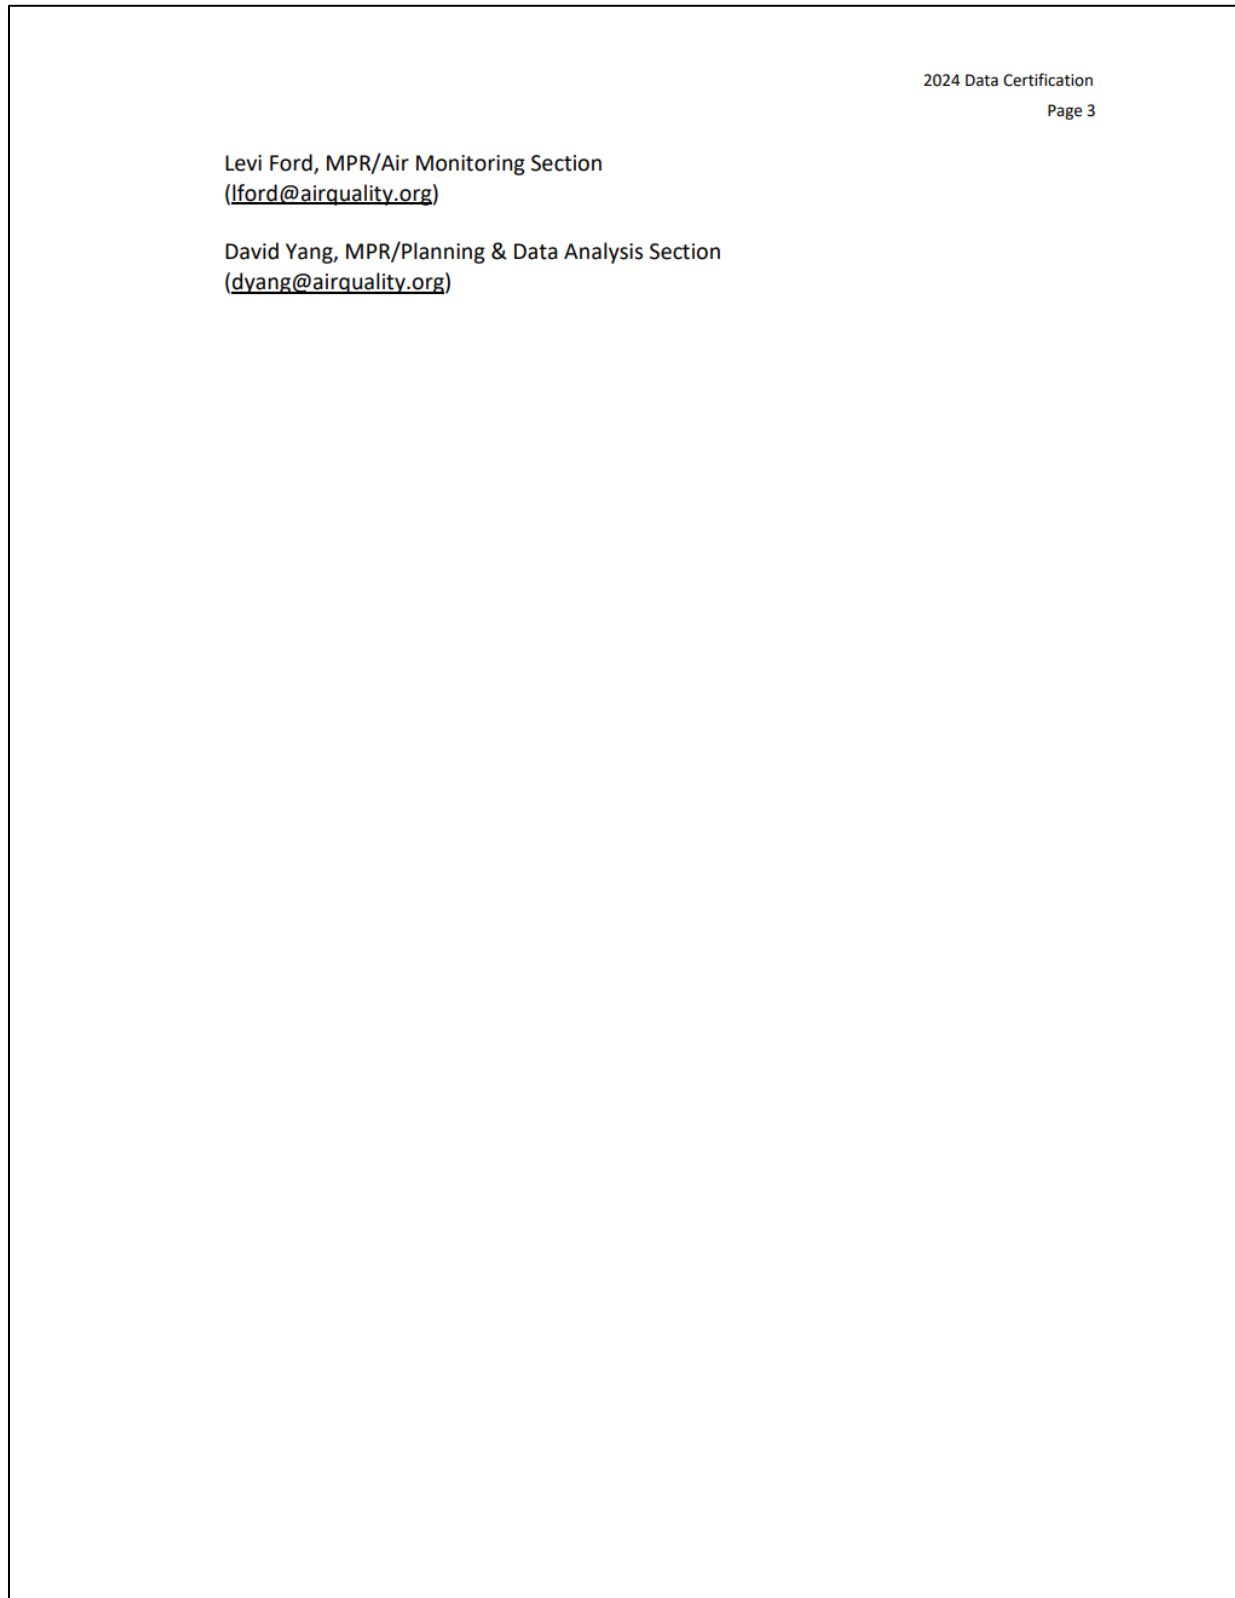 2024 Data Certification
Page 3
Levi Ford, MPR/Air Monitoring Section
(lford@airquality.org)
David Yang, MPR/Planning & Data Analysis Section
(dyang@airquality.org)